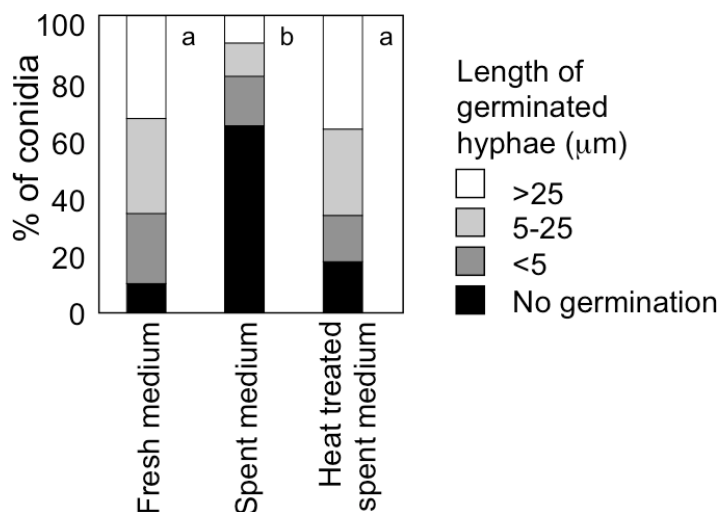 % of conidia
100
80
60
40
20
0
a
b
a
Fresh medium
Spent medium
Heat treated
spent medium
Length of
germinated
hyphae (μm)
>25
5-25
<5
No germination